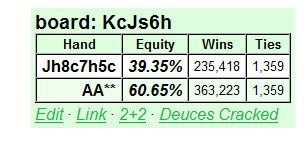 board: KcJs6h
Hand Equity Wins Ties
Jh8c7h5c 39.35% 235,418 1,359
AA** 60.65% 363,223 1,359
Edit · Link · 2+2 · Deuces Cracked